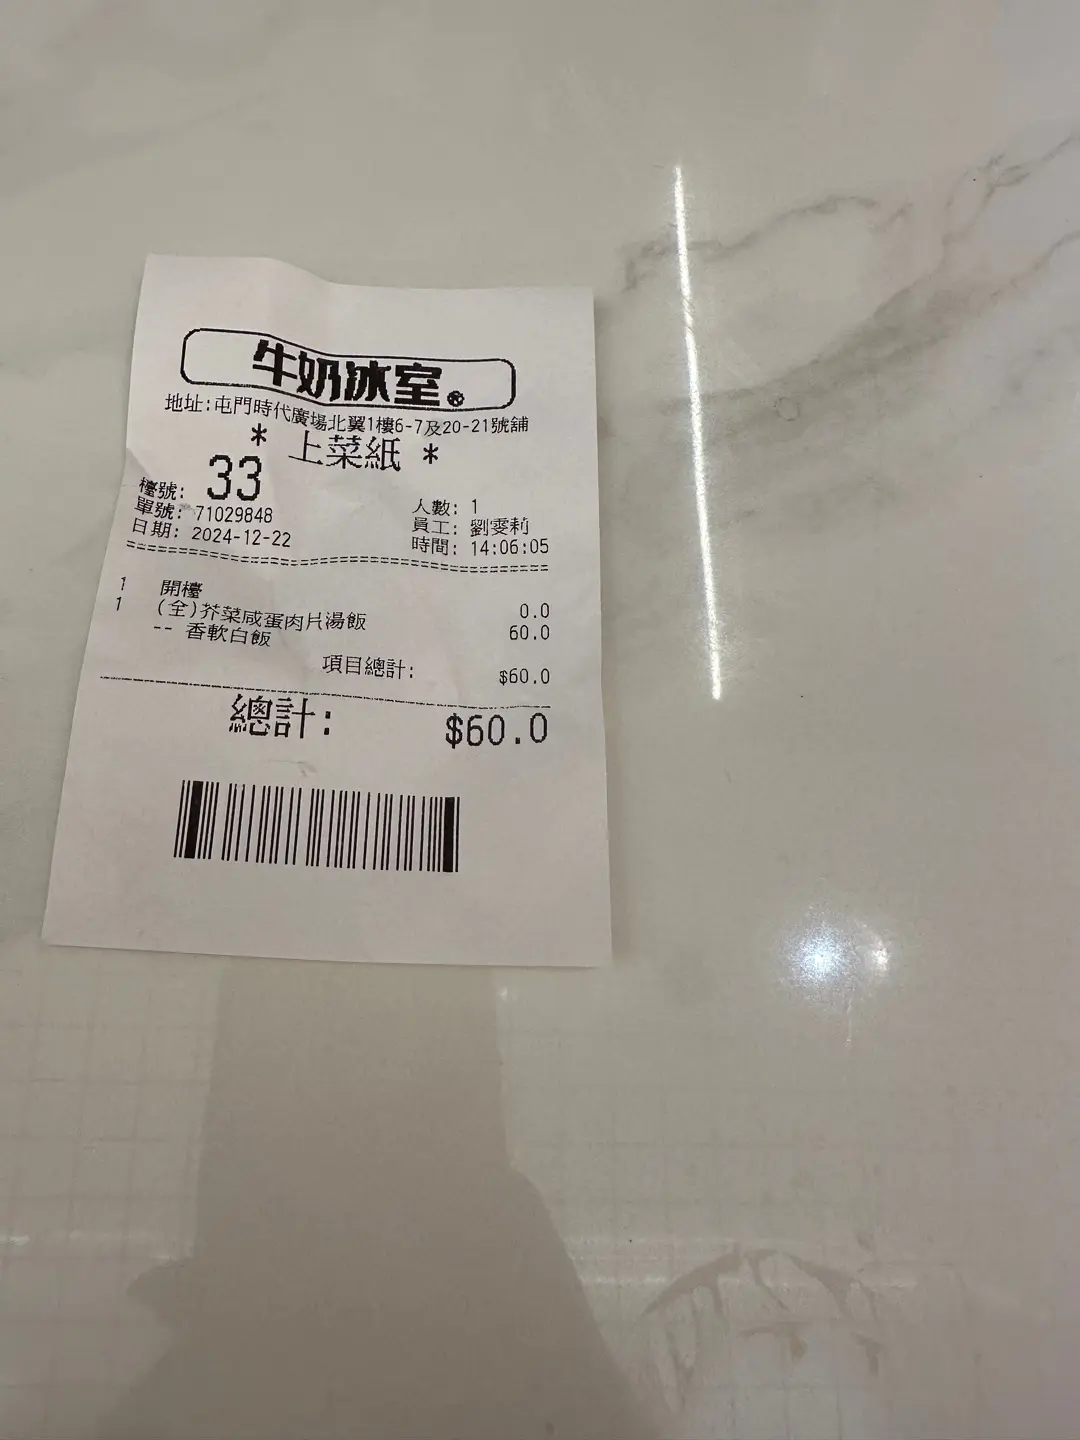 牛奶冰室®
地址:屯門時代廣場北翼1樓6-7及20-21號舖
* 上菜紙 *
檯號: 33 人數: 1
單號: 71029848 員工: 劉雯莉
日期: 2024-12-22 時間: 14:06:05
1 開檯 0.0
1 (全)芥菜咸蛋肉片湯飯 60.0
-- 香軟白飯
項目總計: $60.0
總計: $60.0